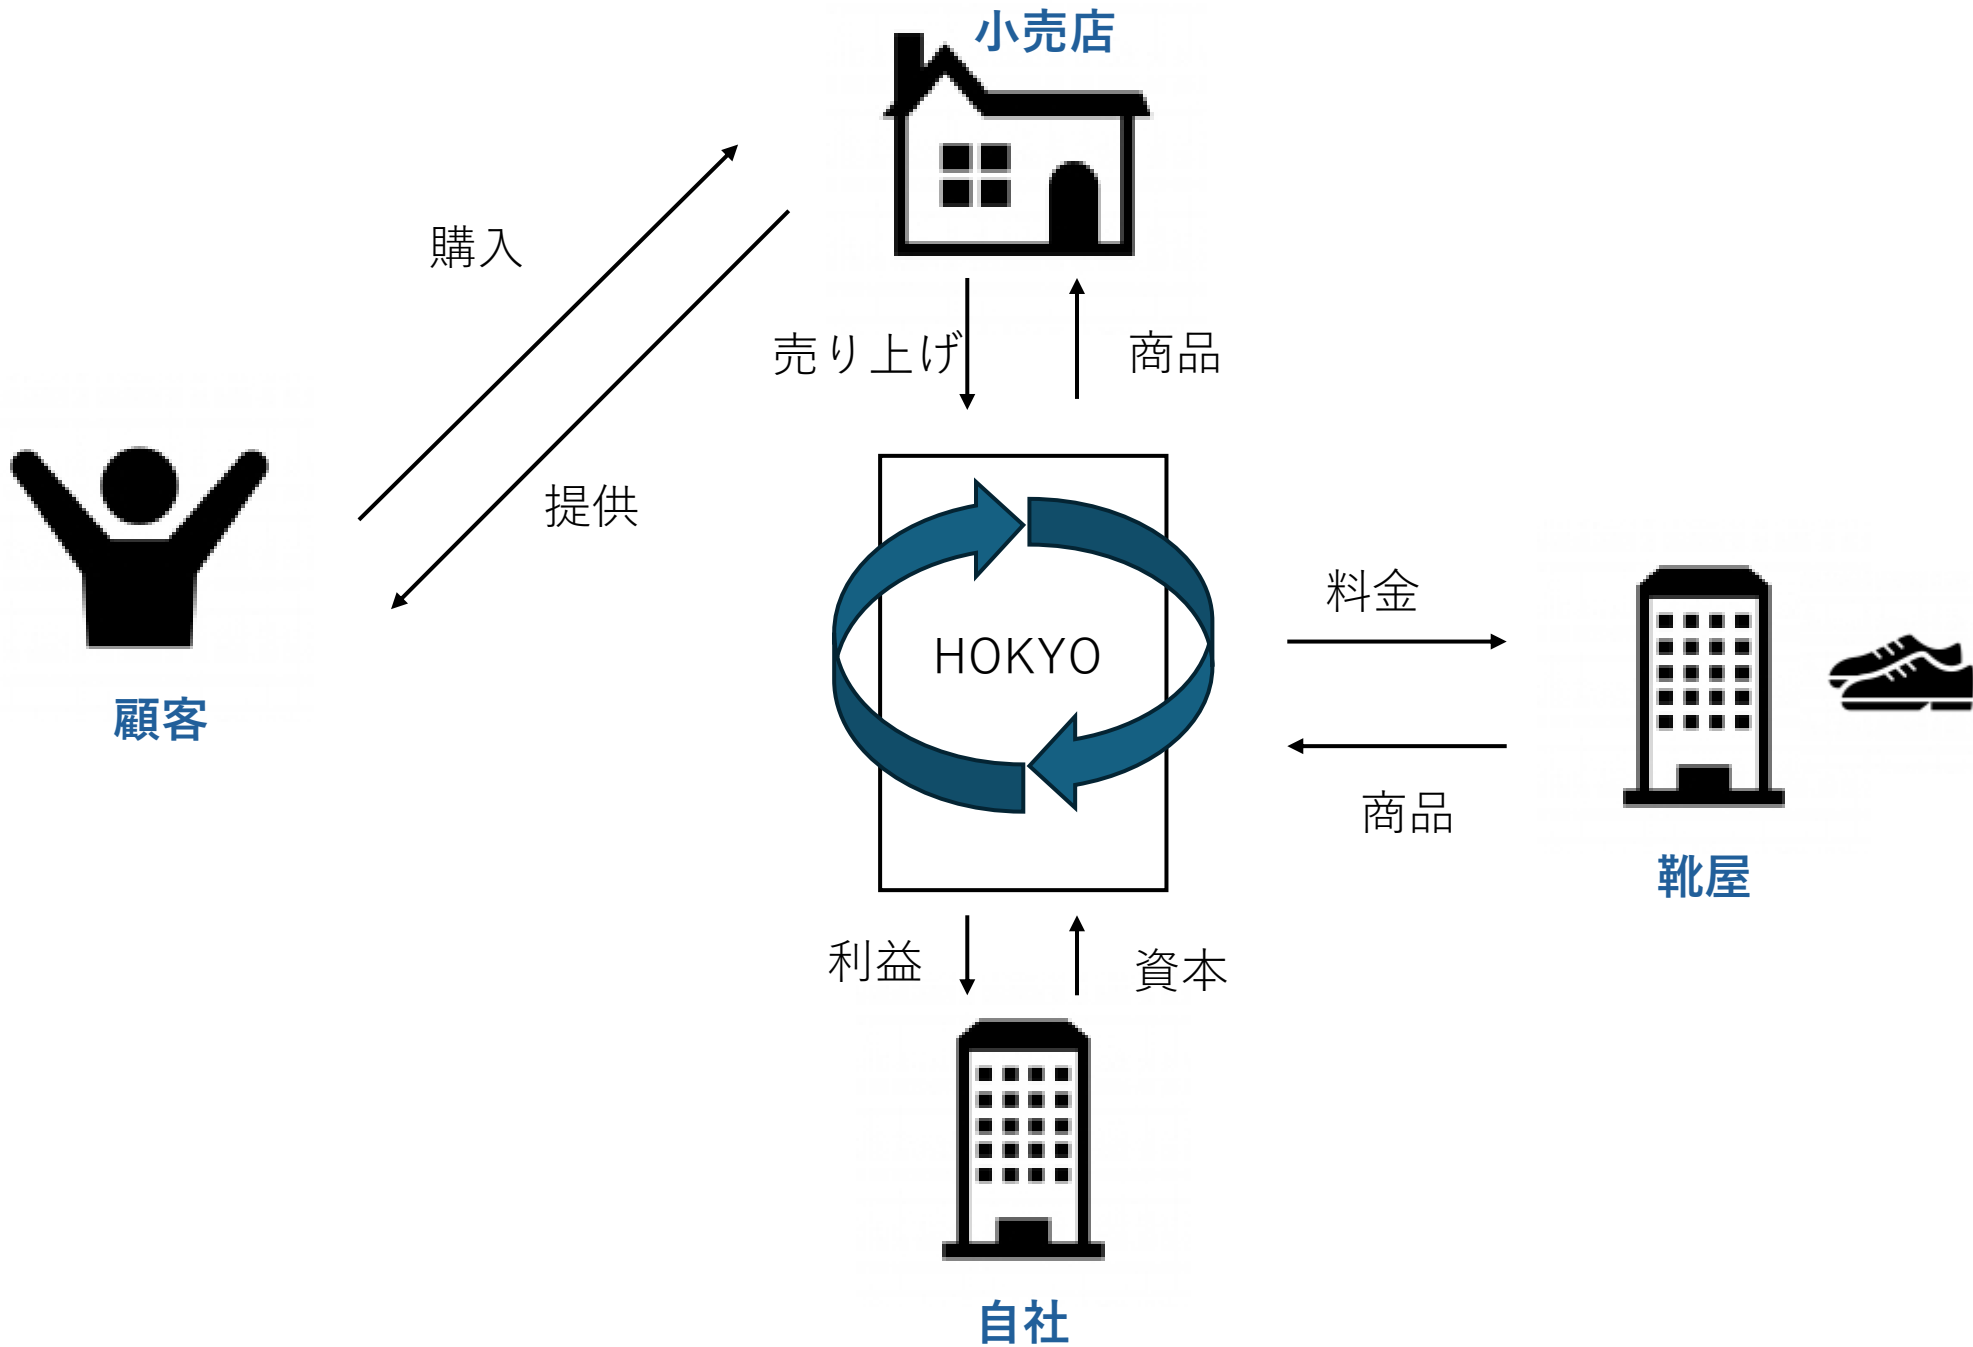 小売店
購入
売り上げ
商品
提供
料金
HOKYO
顧客
商品
靴屋
利益
資本
自社